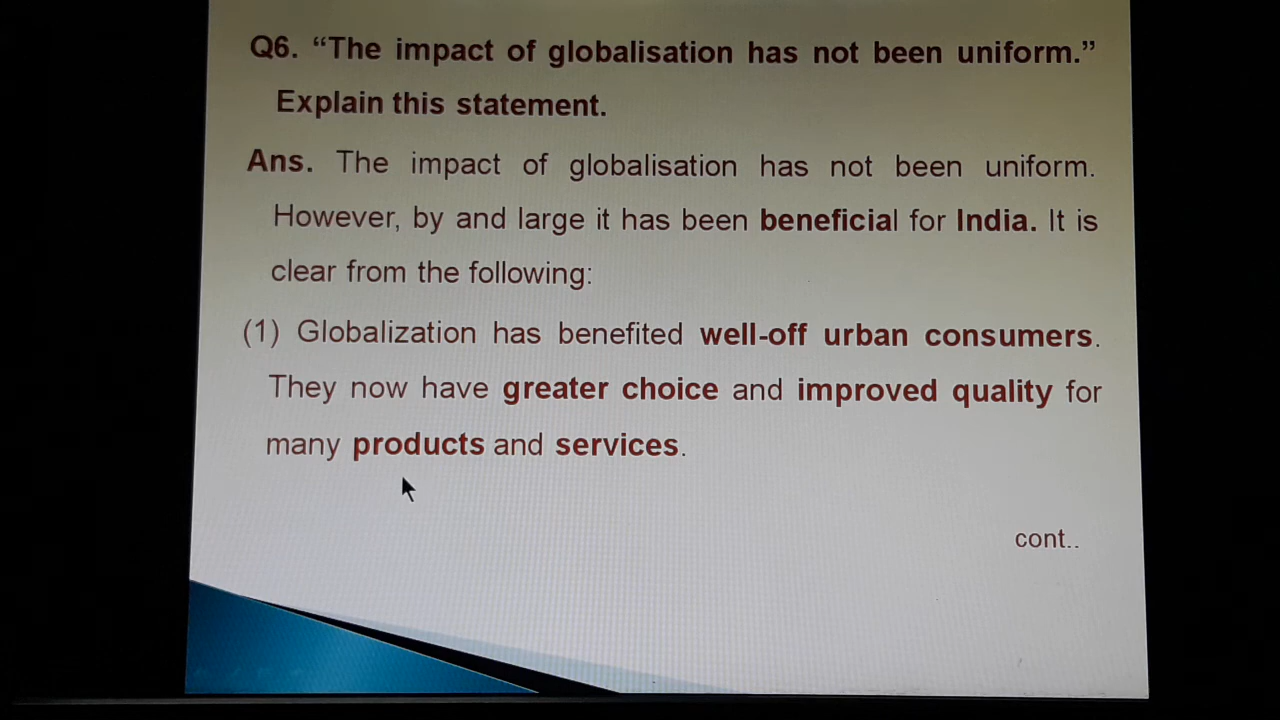 Q6. “The impact of globalisation has not been uniform.”
Explain this statement.
Ans. The impact of globalisation has not been uniform.
However, by and large it has been beneficial for India. It is
clear from the following:
(1) Globalization has benefited well-off urban consumers.
They now have greater choice and improved quality for
many products and services.
cont..